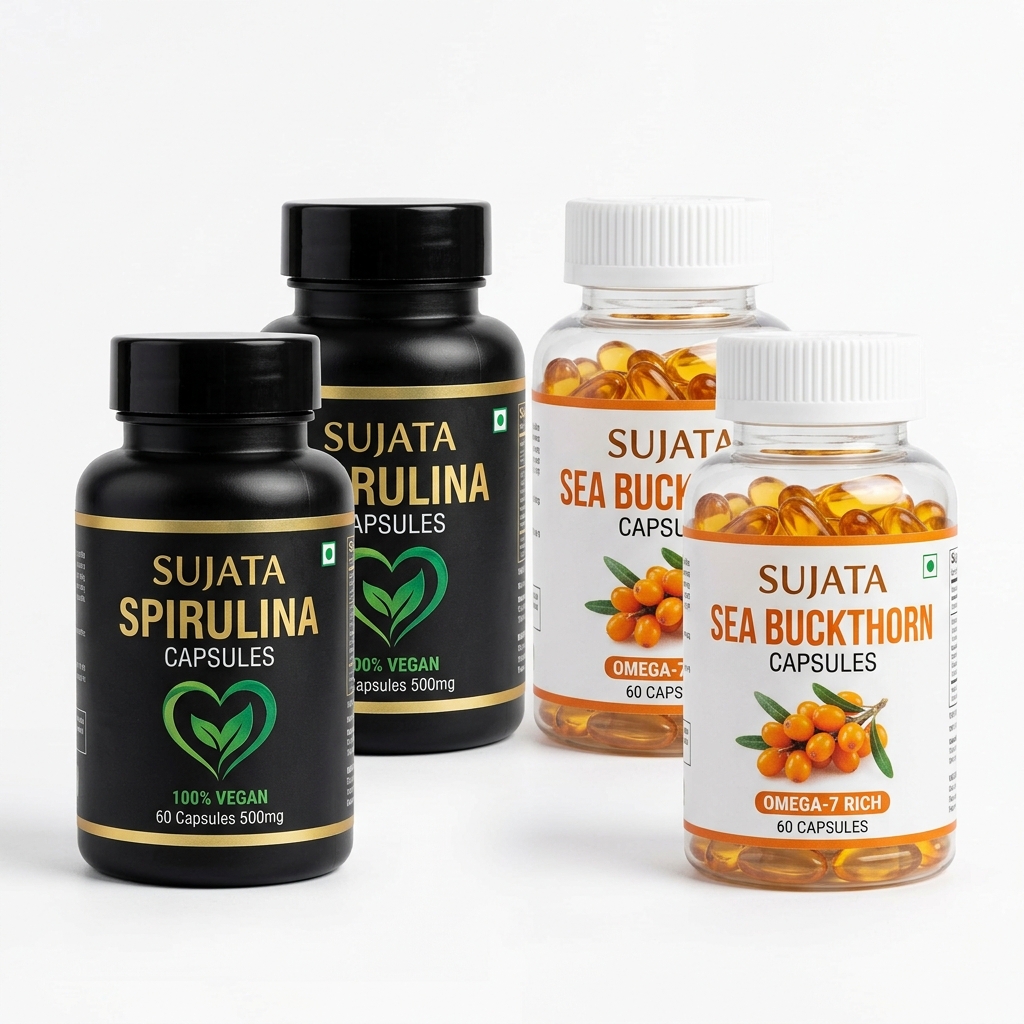 SUJATA
SPIRULINA
CAPSULES
100% VEGAN
60 Capsules 500mg
SUJATA
RULINA
APSULES
00% VEGAN
apsules 500mg
SUJATA
SEA BUCK
CAPSU
OMEGA-7
60 CAPS
SUJATA
SEA BUCKTHORN
CAPSULES
OMEGA-7 RICH
60 CAPSULES